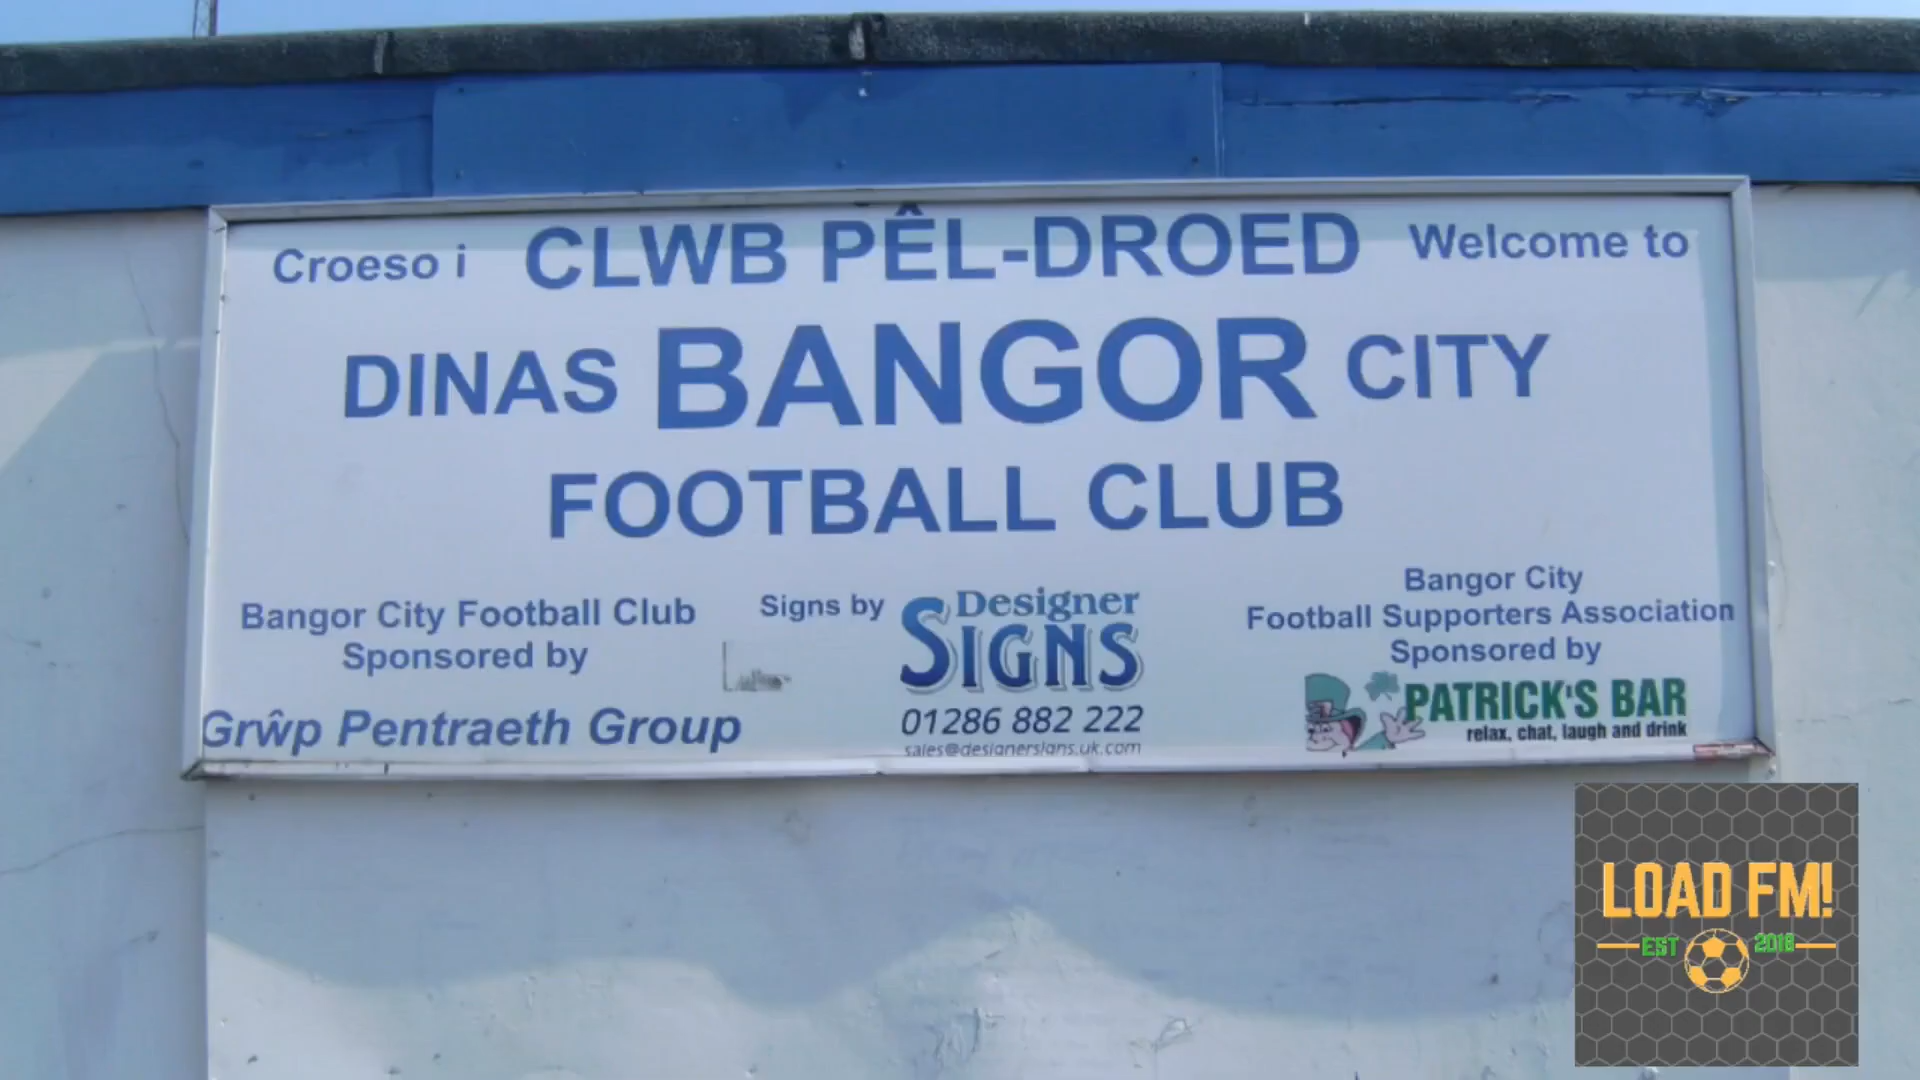 Croeso i CLWB PÊL-DROED Welcome to
DINAS BANGOR CITY
FOOTBALL CLUB
Bangor City Football Club
Sponsored by
Grŵp Pentraeth Group
Signs by Designer
SIGNS
01286 882 222
sales@designersigns.uk.com
Bangor City
Football Supporters Association
Sponsored by
PATRICK'S BAR
relax, chat, laugh and drink
LOAD FM!
EST 2018